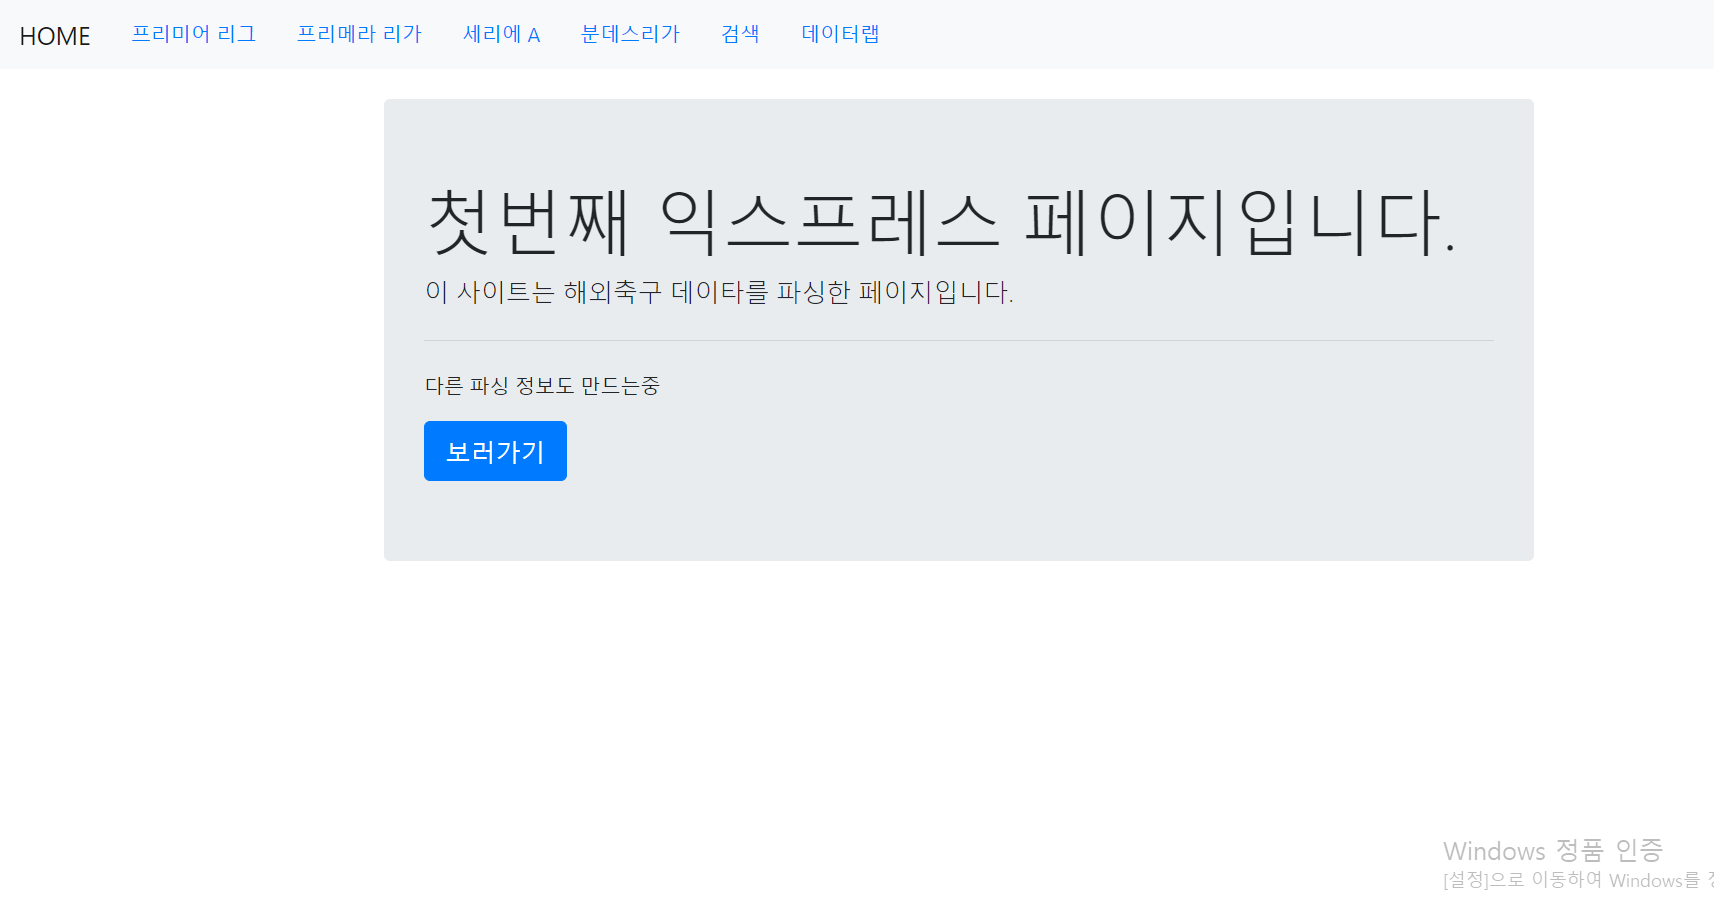 HOME 프리미어 리그 프리메라 리가 세리에 A 분데스리가 검색 데이터랩
첫번째 익스프레스 페이지입니다.
이 사이트는 해외축구 데이타를 파싱한 페이지입니다.
다른 파싱 정보도 만드는중
보러가기
Windows 정품 인증
[설정]으로 이동하여 Windows를